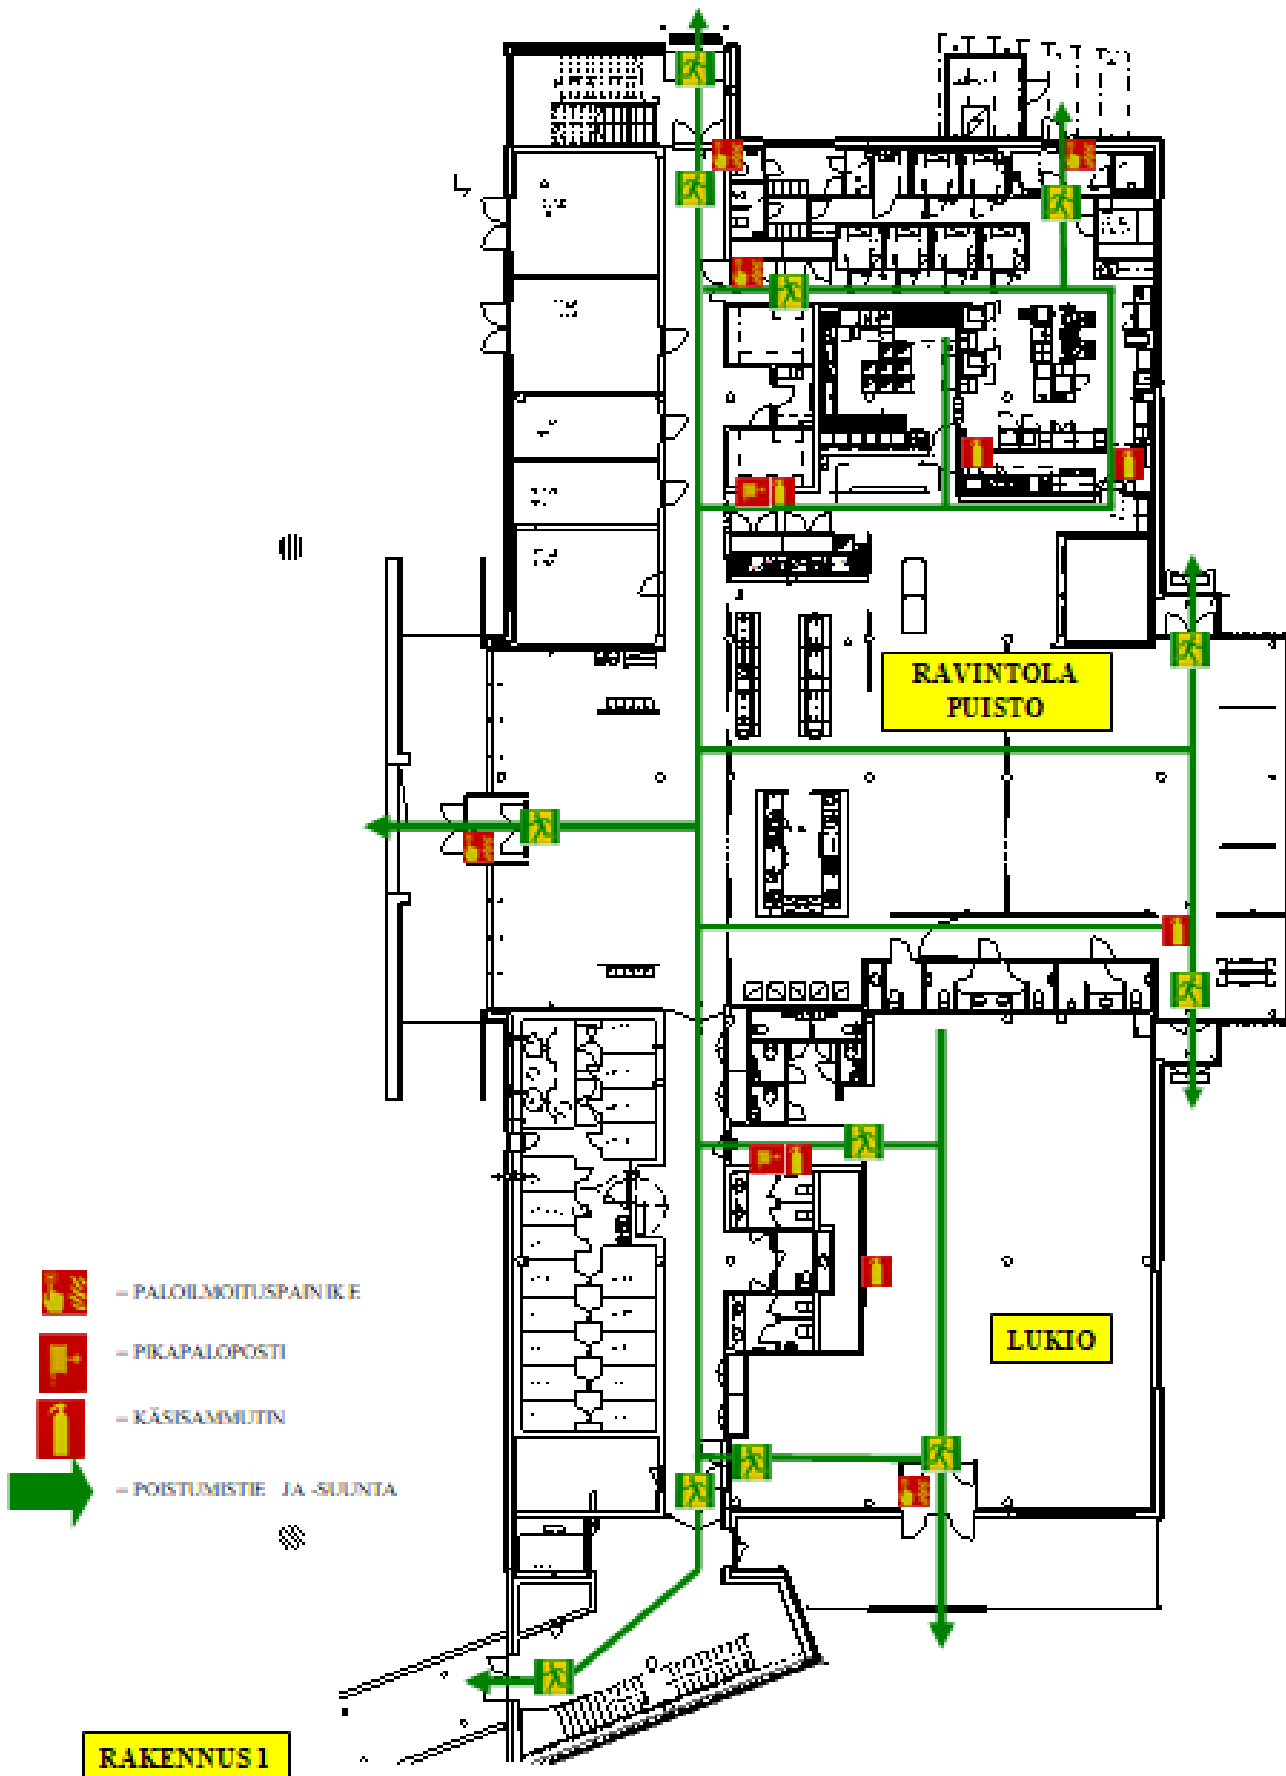 RAVINTOLA
PUISTO
LUKIO
– PALOILMOITUSPAINIKE
– PIKAPALOPOSTI
– KÄSISAMMUTIN
– POISTUMISTIE JA -SUUNTA
RAKENNUS 1